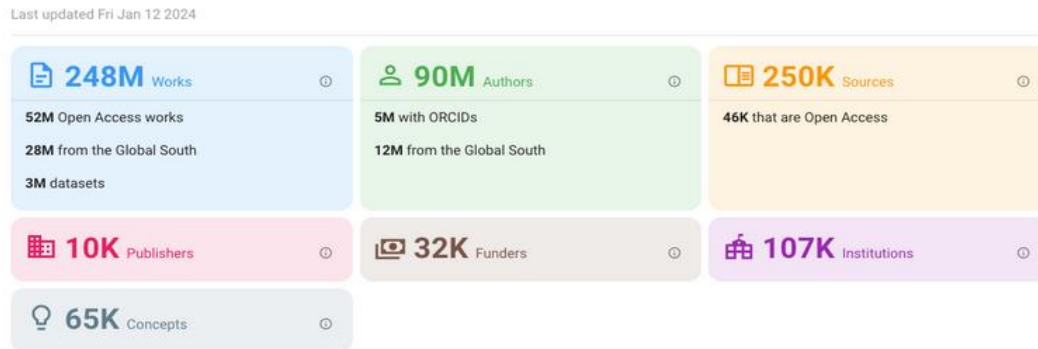 Last updated Fri Jan 12 2024
248M Works
52M Open Access works
28M from the Global South
3M datasets
90M Authors
5M with ORCIDs
12M from the Global South
250K Sources
46K that are Open Access
10K Publishers
32K Funders
107K Institutions
65K Concepts